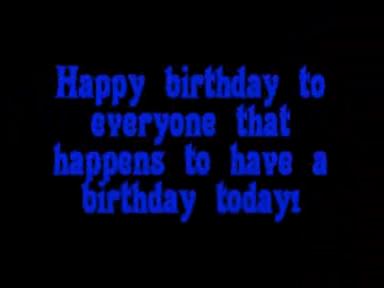 Happy birthday to
everyone that
happens to have a
birthday today!